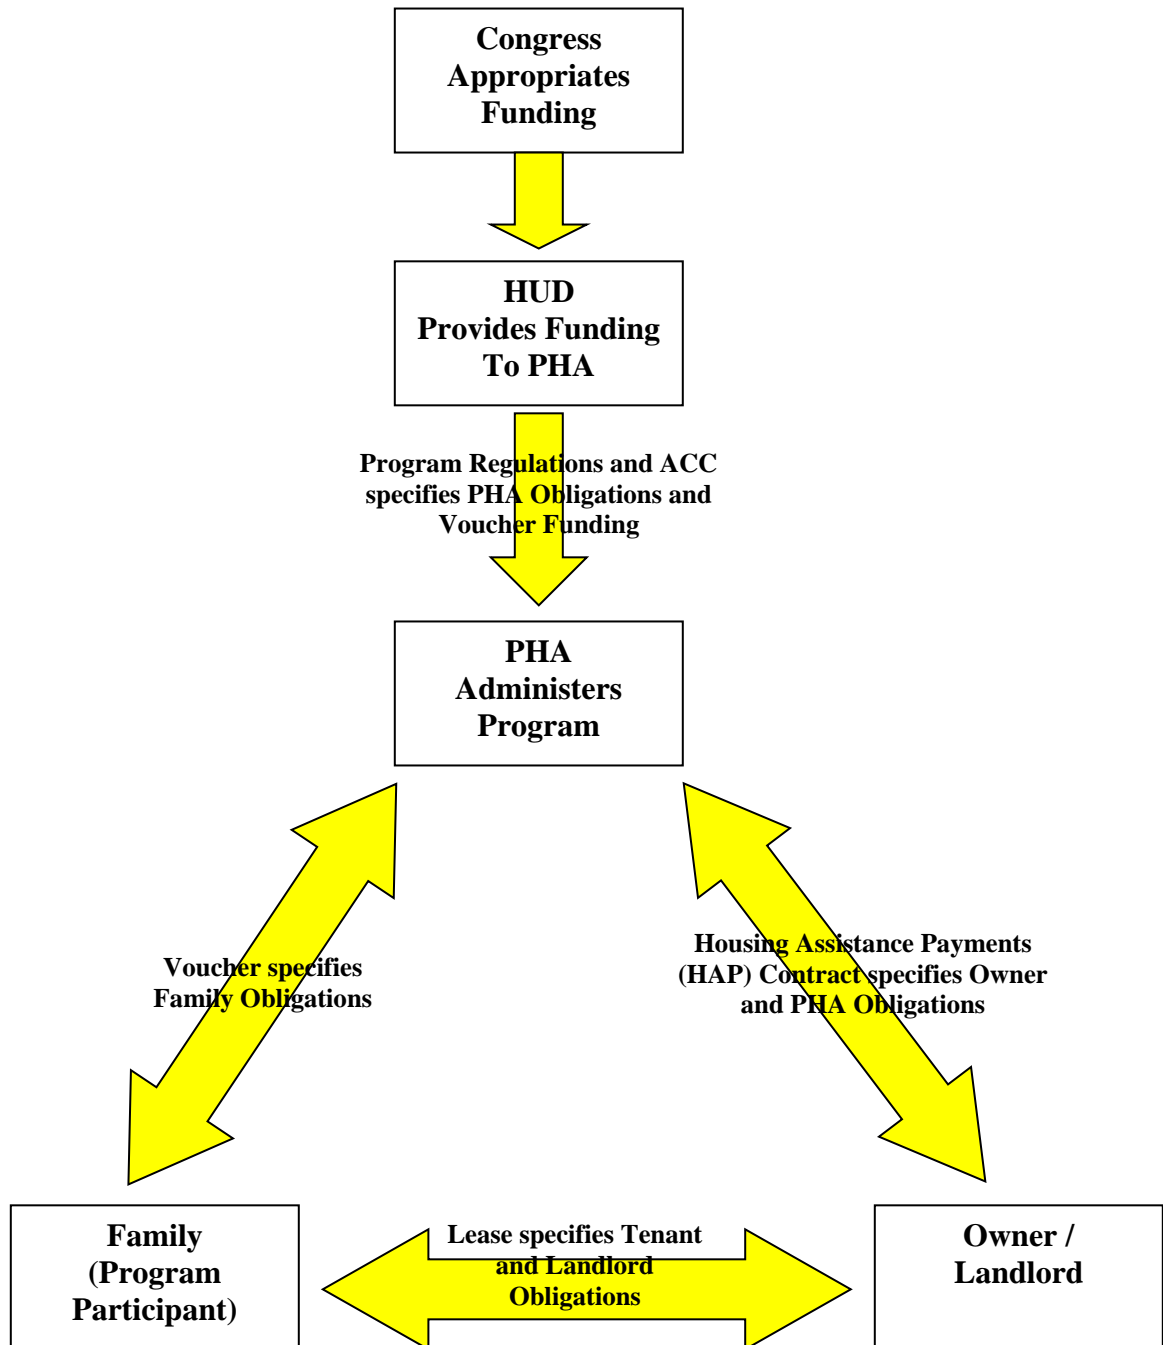 Congress
Appropriates
Funding
HUD
Provides Funding
To PHA
Program Regulations and ACC
specifies PHA Obligations and
Voucher Funding
PHA
Administers
Program
Voucher specifies
Family Obligations
Housing Assistance Payments
(HAP) Contract specifies Owner
and PHA Obligations
Family
(Program
Participant)
Lease specifies Tenant
and Landlord
Obligations
Owner /
Landlord